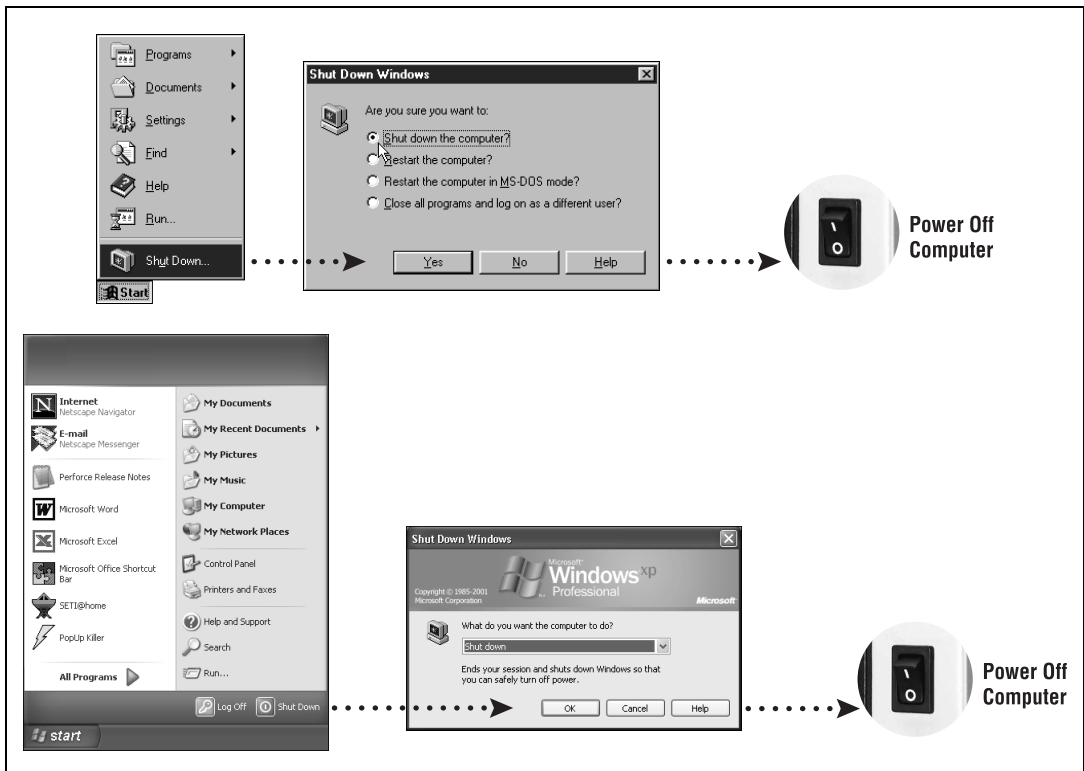 Programs
Documents
Settings
Find
Help
Run...
Shut Down...
Start
Shut Down Windows
Are you sure you want to:
Shut down the computer?
Restart the computer?
Restart the computer in MS-DOS mode?
Close all programs and log on as a different user?
Yes
No
Help
Power Off
Computer
Internet
Netscape Navigator
E-mail
Netscape Messenger
Perforce Release Notes
Microsoft Word
Microsoft Excel
Microsoft Office Shortcut
Bar
SETI@home
PopUp Killer
All Programs
My Documents
My Recent Documents
My Pictures
My Music
My Computer
My Network Places
Control Panel
Printers and Faxes
Help and Support
Search
Run...
Log Off
Shut Down
start
Shut Down Windows
Copyright © 1985-2001
Microsoft Corporation
Microsoft
Windows xp
Professional
Microsoft
What do you want the computer to do?
Shut down
Ends your session and shuts down Windows so that
you can safely turn off power.
OK
Cancel
Help
Power Off
Computer